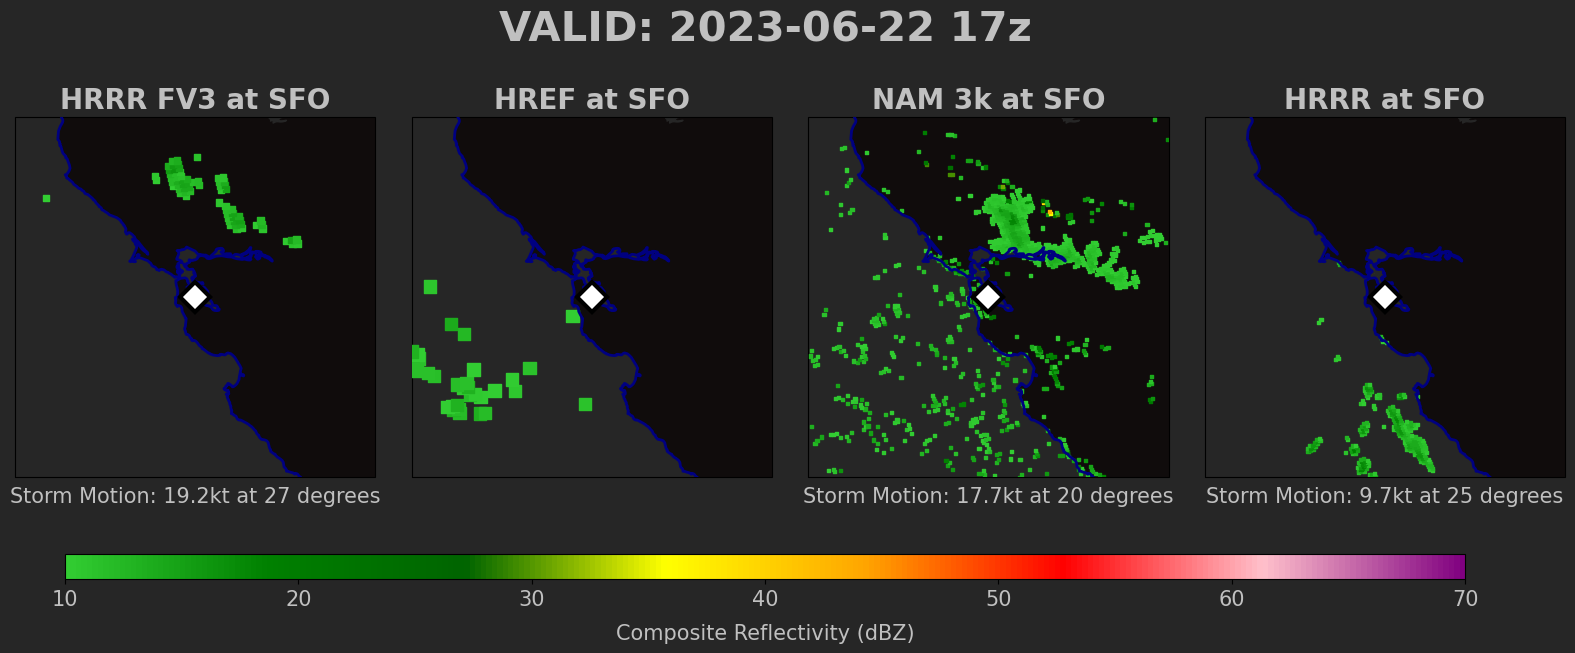 VALID: 2023-06-22 17z
HRRR FV3 at SFO
HREF at SFO
NAM 3k at SFO
HRRR at SFO
Storm Motion: 19.2kt at 27 degrees
Storm Motion: 17.7kt at 20 degrees
Storm Motion: 9.7kt at 25 degrees
10 20 30 40 50 60 70
Composite Reflectivity (dBZ)